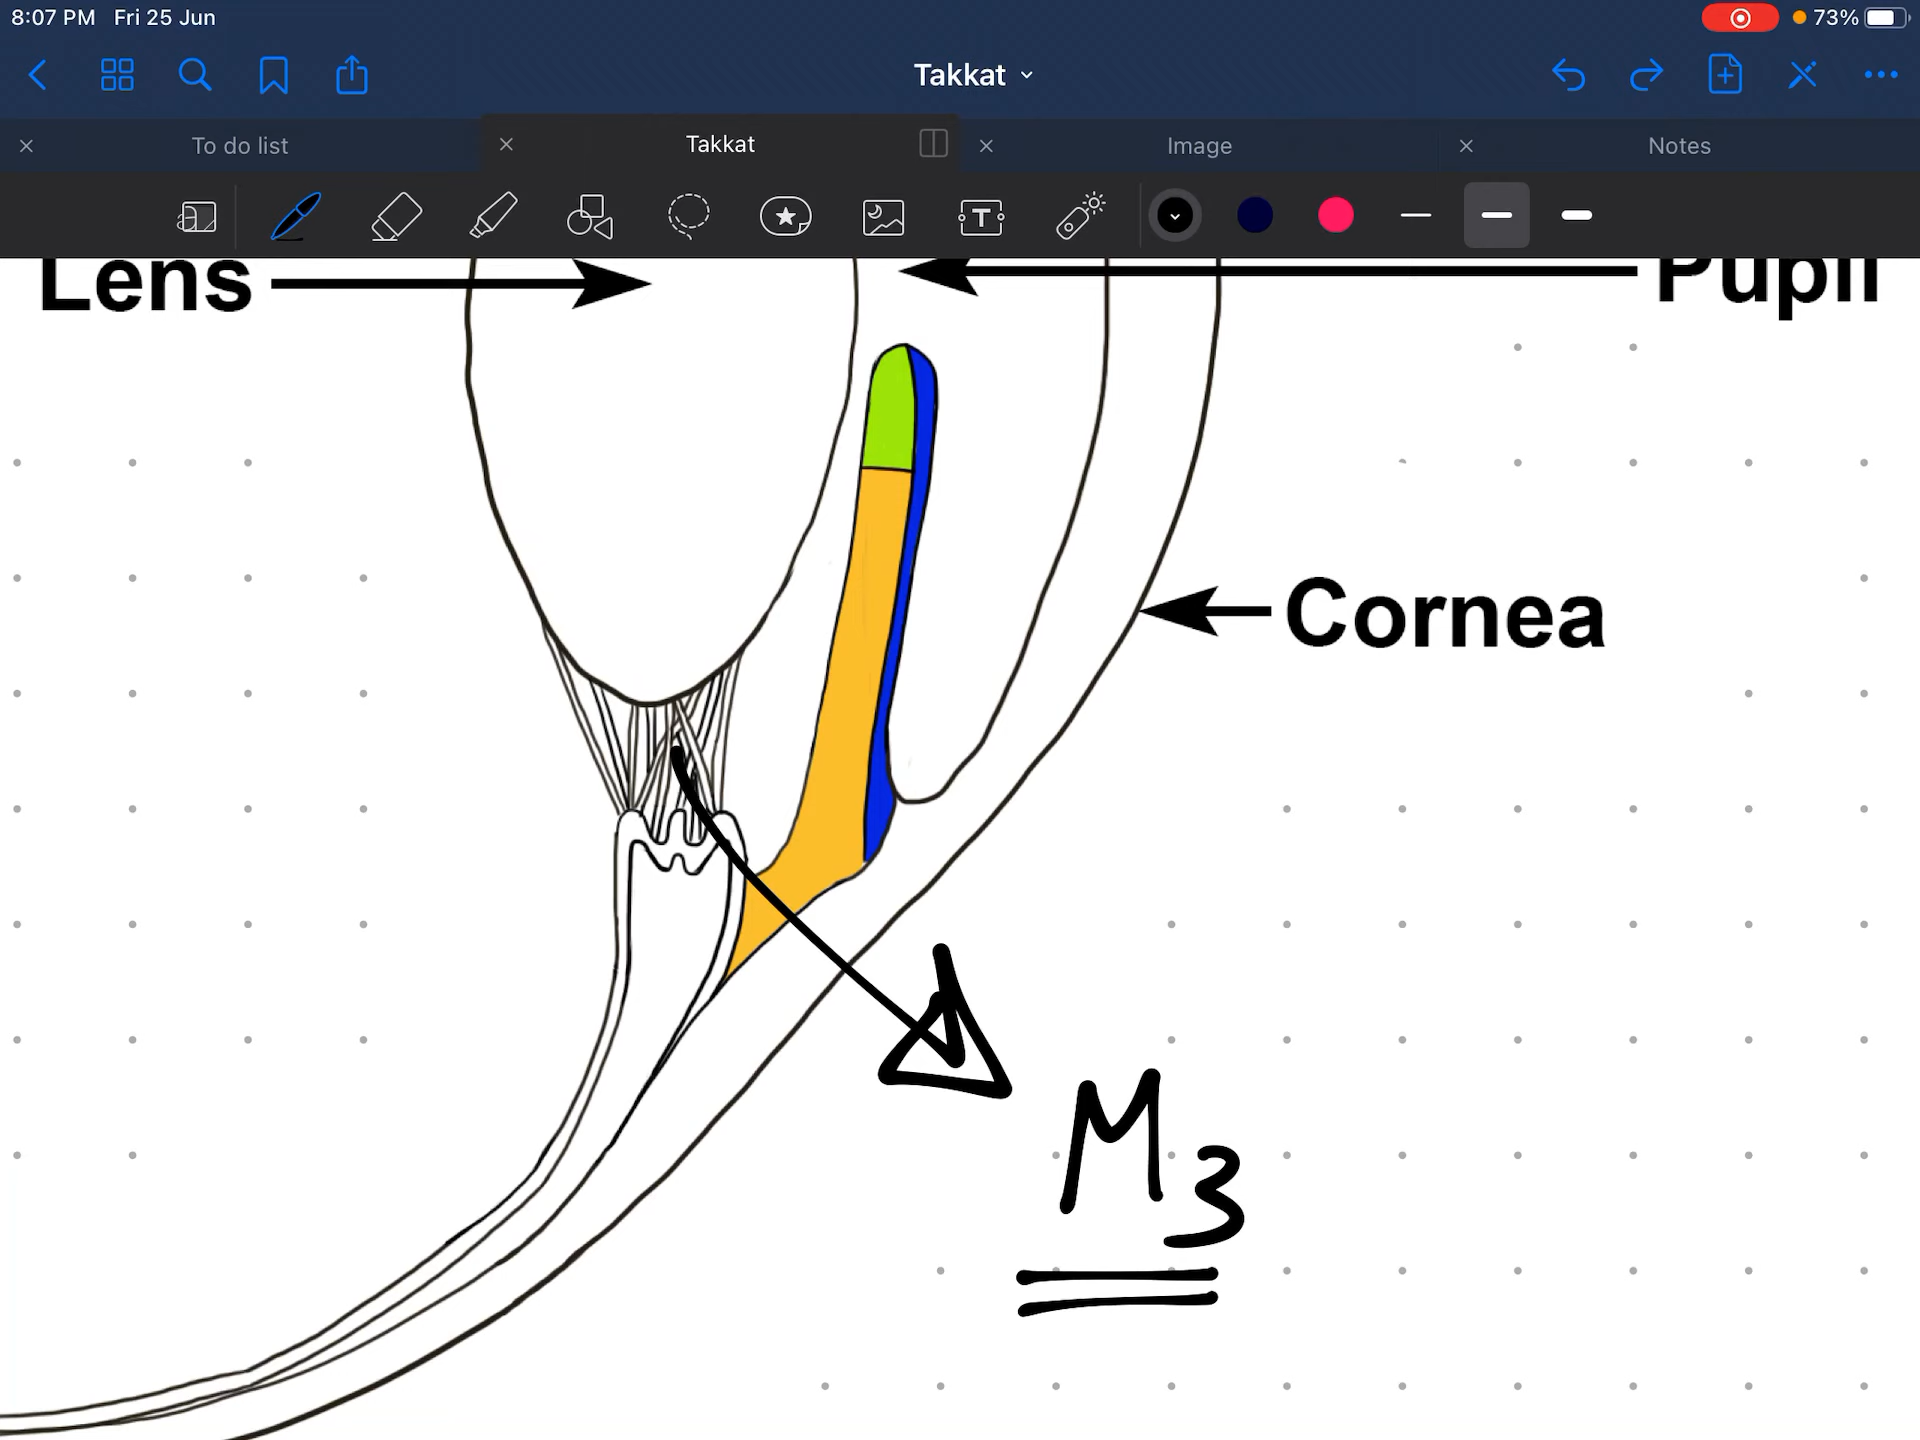 8:07 PM Fri 25 Jun
73%
Takkat
To do list
Takkat
Image
Notes
Lens
Pupil
Cornea
M3